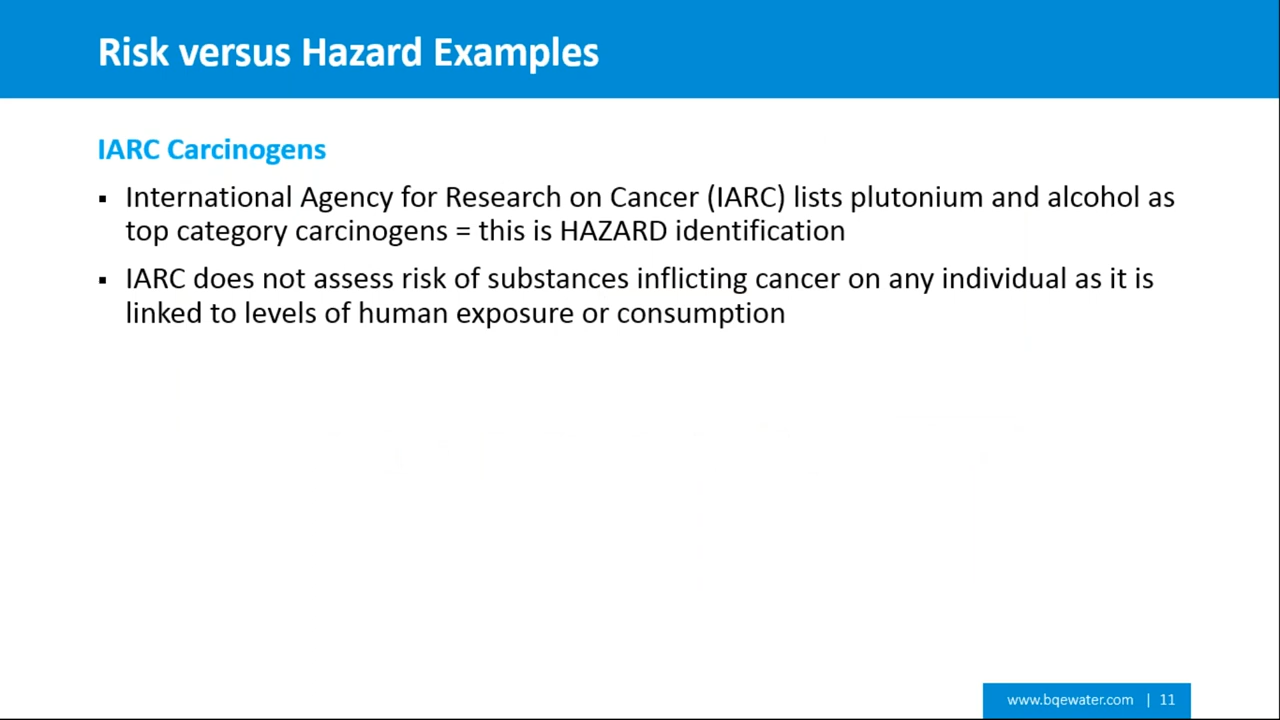 Risk versus Hazard Examples
IARC Carcinogens
▪ International Agency for Research on Cancer (IARC) lists plutonium and alcohol as
top category carcinogens = this is HAZARD identification
▪ IARC does not assess risk of substances inflicting cancer on any individual as it is
linked to levels of human exposure or consumption
www.bqewater.com | 11